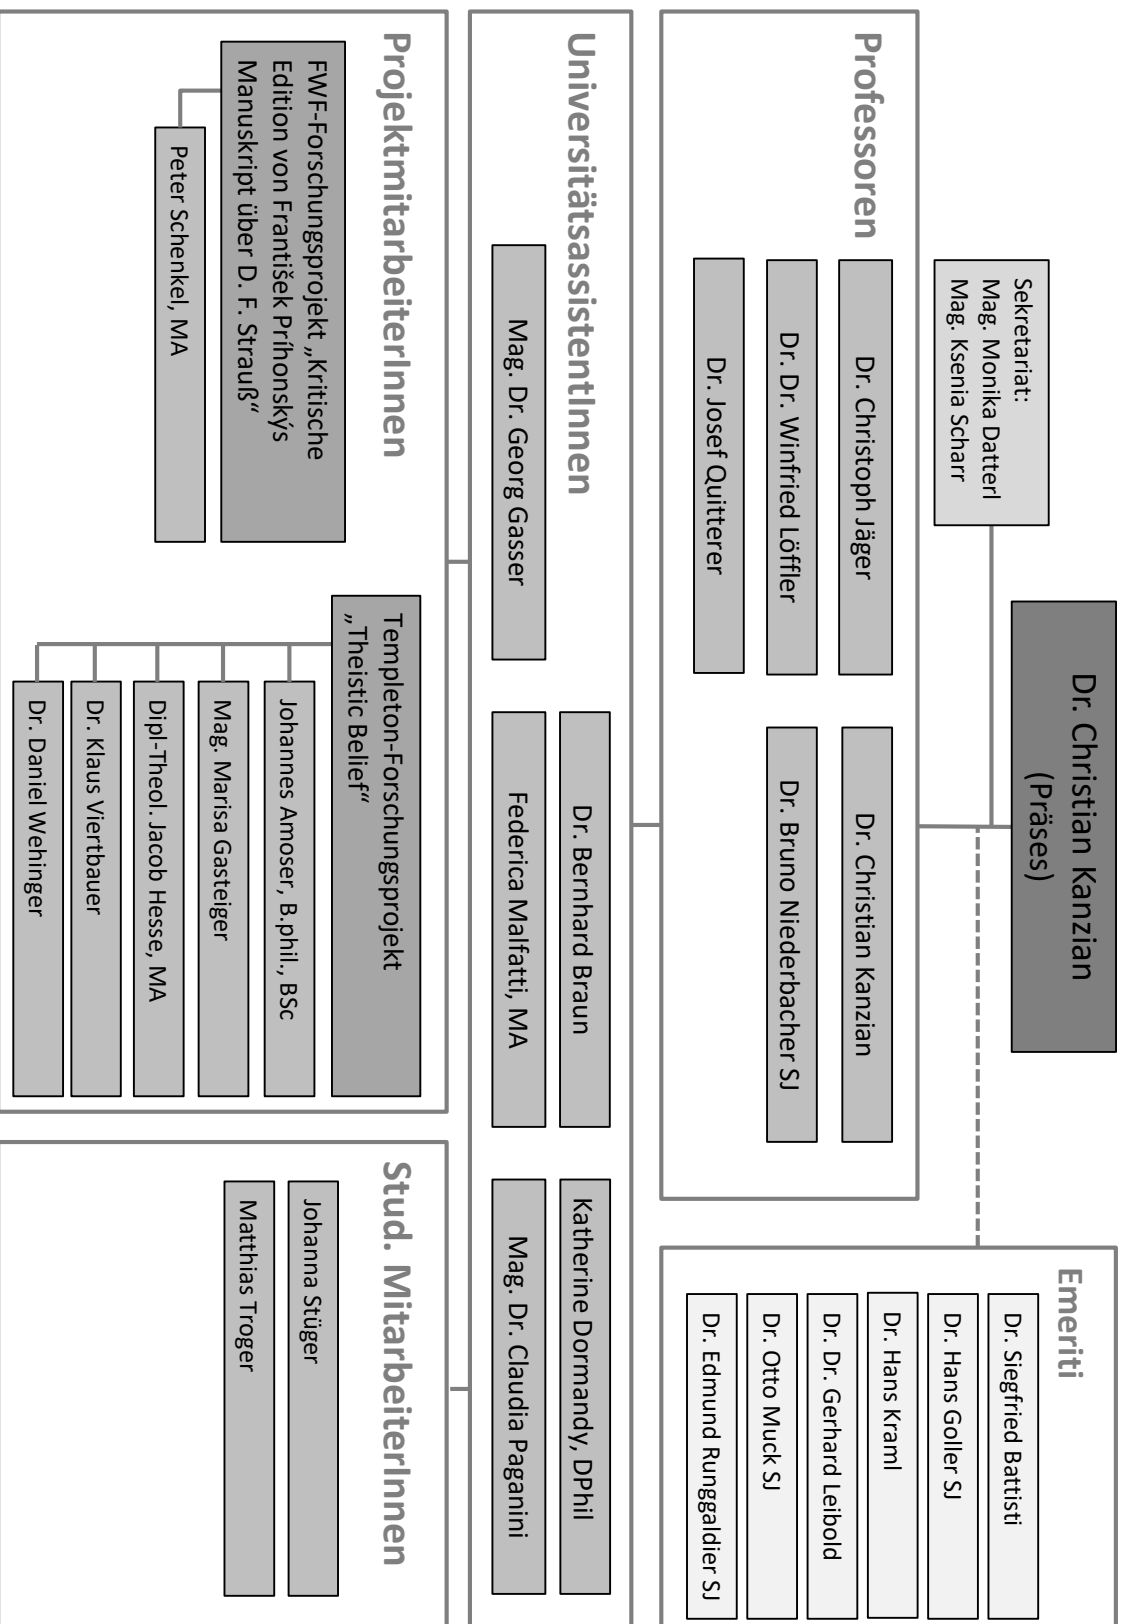 Dr. Christian Kanzian
(Präses)
Sekretariat:
Mag. Monika Datterl
Mag. Ksenia Scharr
Professoren
Dr. Christoph Jäger
Dr. Dr. Winfried Löffler
Dr. Josef Quitterer
Dr. Christian Kanzian
Dr. Bruno Niederbacher SJ
Emeriti
Dr. Siegfried Battisti
Dr. Hans Goller SJ
Dr. Hans Kraml
Dr. Dr. Gerhard Leibold
Dr. Otto Muck SJ
Dr. Edmund Runggaldier SJ
UniversitätsassistentInnen
Mag. Dr. Georg Gasser
Dr. Bernhard Braun
Federica Malfatti, MA
Katherine Dormandy, DPhil
Mag. Dr. Claudia Paganini
ProjektmitarbeiterInnen
FWF-Forschungsprojekt „Kritische
Edition von František Príhonskýs
Manuskript über D. F. Strauß“
Peter Schenkel, MA
Templeton-Forschungsprojekt
„Theistic Belief“
Johannes Amoser, B.phil., BSc
Mag. Marisa Gasteiger
Dipl-Theol. Jacob Hesse, MA
Dr. Klaus Viertbauer
Dr. Daniel Wehinger
Stud. MitarbeiterInnen
Johanna Stüger
Matthias Troger